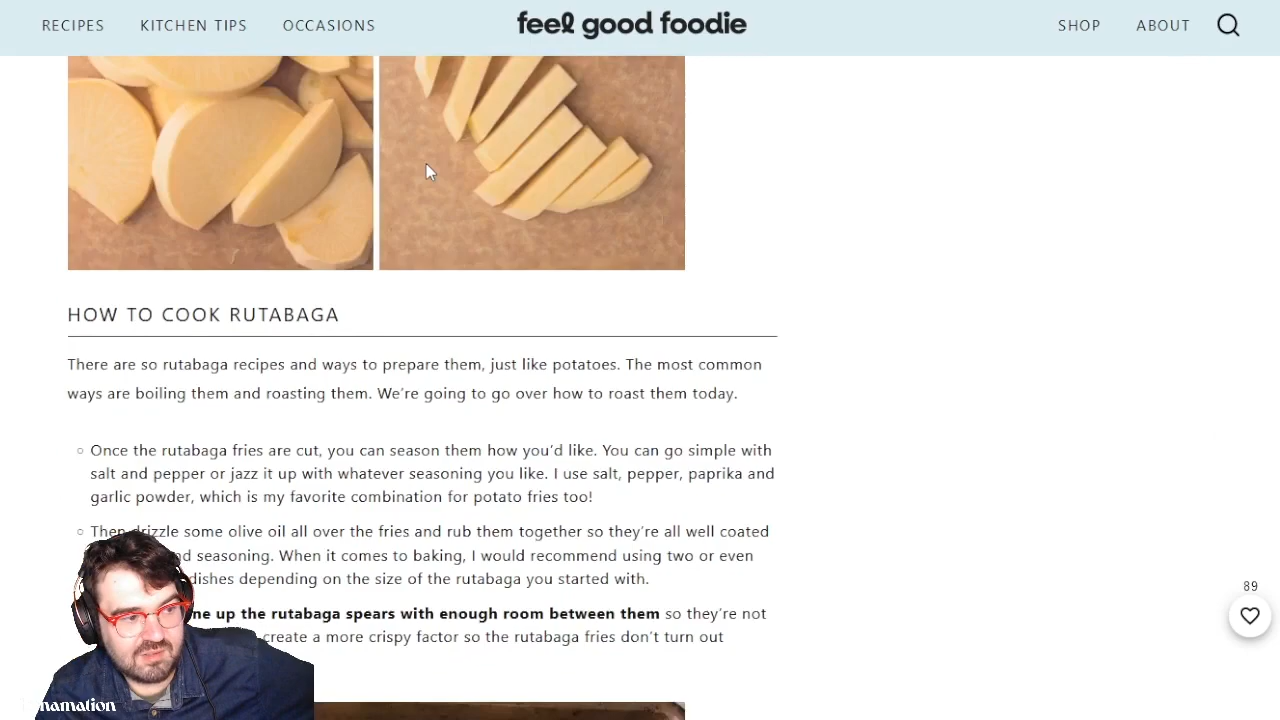 RECIPES KITCHEN TIPS OCCASIONS feel good foodie SHOP ABOUT
HOW TO COOK RUTABAGA
There are so rutabaga recipes and ways to prepare them, just like potatoes. The most common
ways are boiling them and roasting them. We're going to go over how to roast them today.
Once the rutabaga fries are cut, you can season them how you'd like. You can go simple with
salt and pepper or jazz it up with whatever seasoning you like. I use salt, pepper, paprika and
garlic powder, which is my favorite combination for potato fries too!
Then drizzle some olive oil all over the fries and rub them together so they're all well coated
seasoning. When it comes to baking, I would recommend using two or even
dishes depending on the size of the rutabaga you started with.
89
up the rutabaga spears with enough room between them so they're not
create a more crispy factor so the rutabaga fries don't turn out